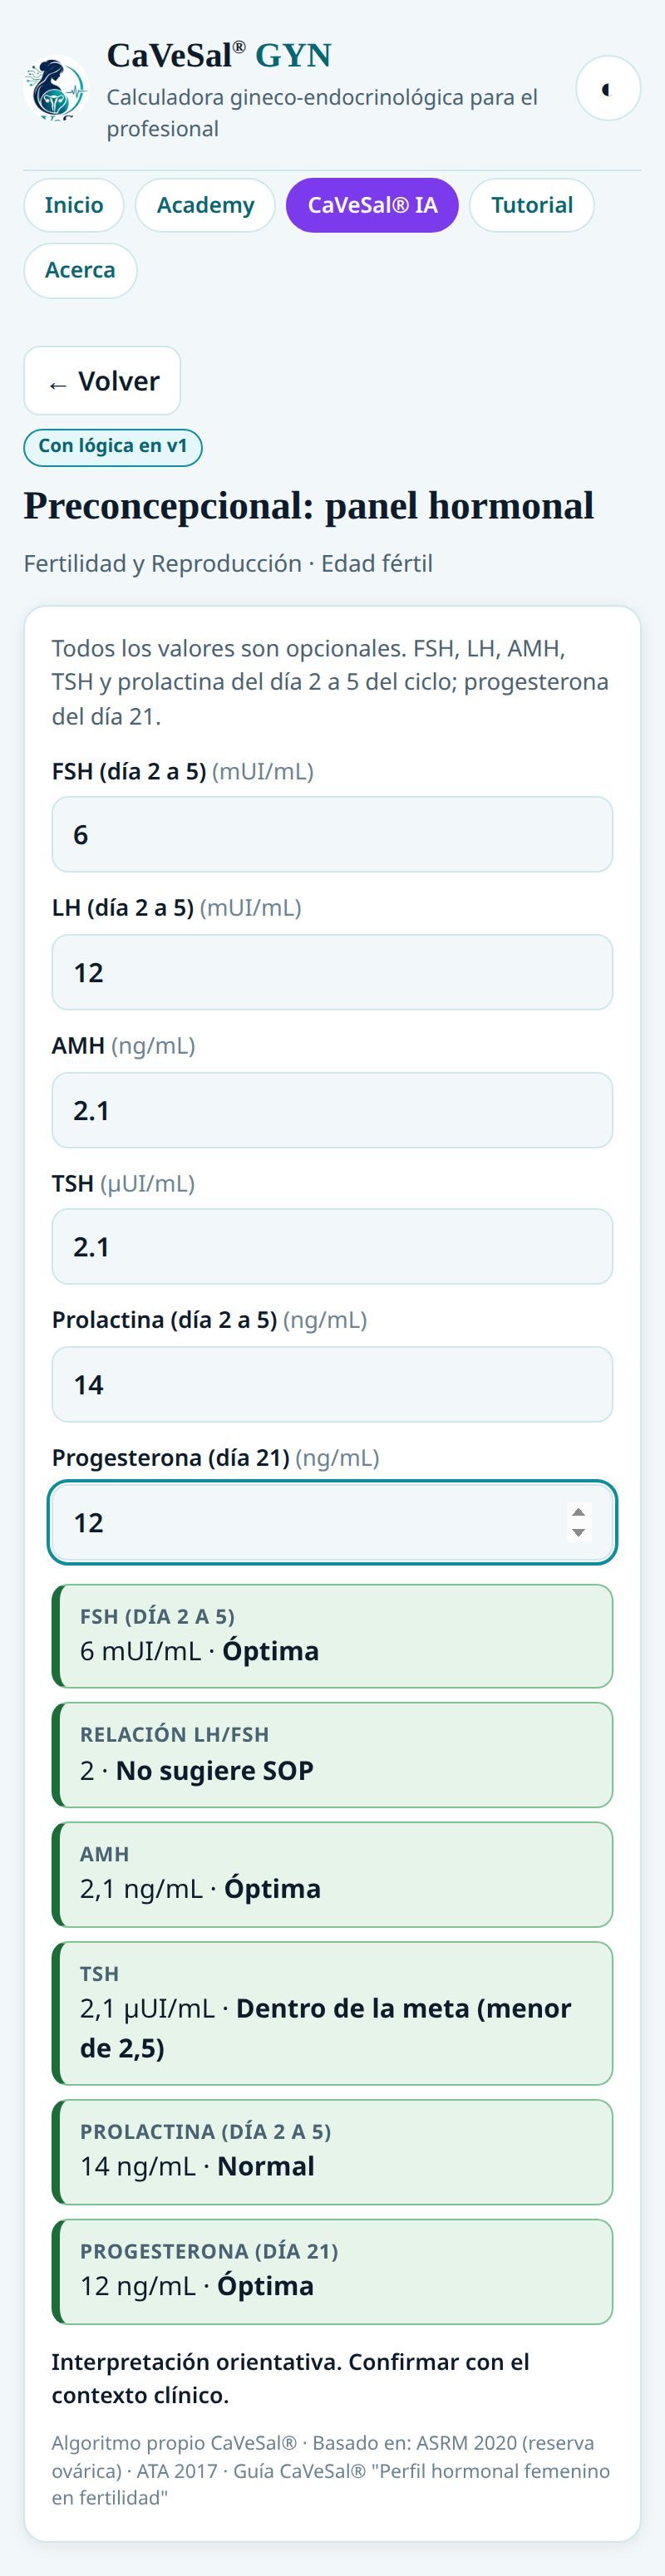 CaVeSal® GYN
Calculadora gineco-endocrinológica para el
profesional
Inicio
Academy
CaVeSal® IA
Tutorial
Acerca
← Volver
Con lógica en v1
Preconcepcional: panel hormonal
Fertilidad y Reproducción · Edad fértil
Todos los valores son opcionales. FSH, LH, AMH,
TSH y prolactina del día 2 a 5 del ciclo; progesterona
del día 21.
FSH (día 2 a 5) (mUI/mL)
6
LH (día 2 a 5) (mUI/mL)
12
AMH (ng/mL)
2.1
TSH (µUI/mL)
2.1
Prolactina (día 2 a 5) (ng/mL)
14
Progesterona (día 21) (ng/mL)
12
FSH (DÍA 2 A 5)
6 mUI/mL · Óptima
RELACIÓN LH/FSH
2 · No sugiere SOP
AMH
2,1 ng/mL · Óptima
TSH
2,1 µUI/mL · Dentro de la meta (menor
de 2,5)
PROLACTINA (DÍA 2 A 5)
14 ng/mL · Normal
PROGESTERONA (DÍA 21)
12 ng/mL · Óptima
Interpretación orientativa. Confirmar con el
contexto clínico.
Algoritmo propio CaVeSal® · Basado en: ASRM 2020 (reserva
ovárica) · ATA 2017 · Guía CaVeSal® "Perfil hormonal femenino
en fertilidad"